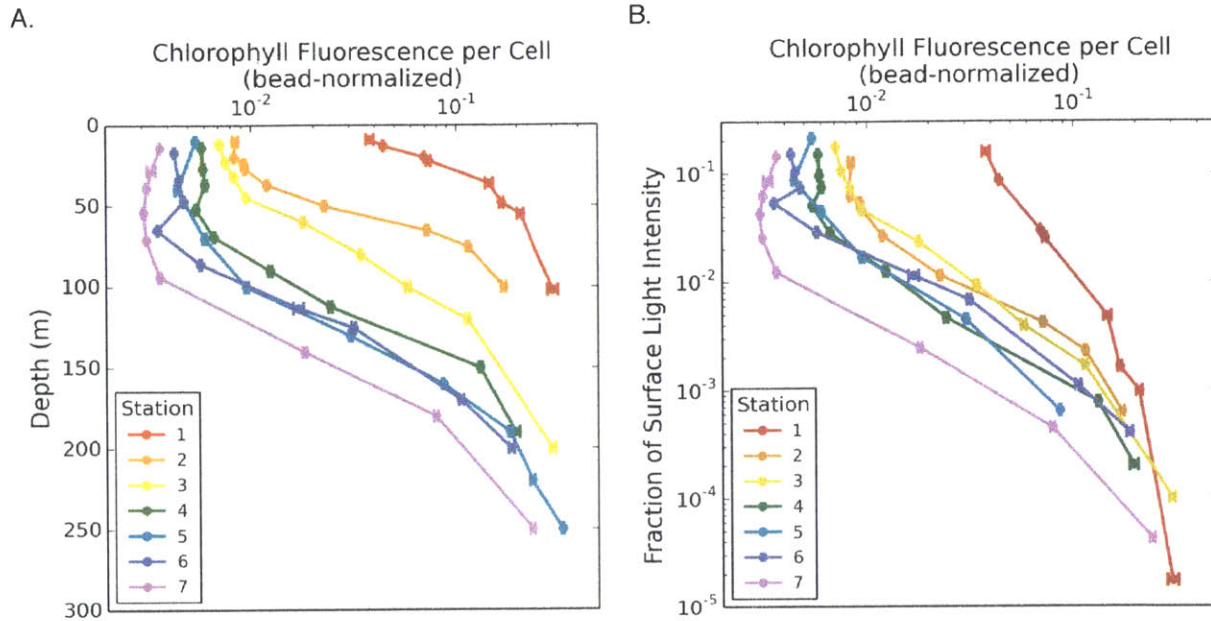 A.
Chlorophyll Fluorescence per Cell
(bead-normalized)
10-2 10-1
0
50
100
150
200
250
300
Depth (m)
Station
1
2
3
4
5
6
7
B.
Chlorophyll Fluorescence per Cell
(bead-normalized)
10-2 10-1
10-1
10-2
10-3
10-4
10-5
Fraction of Surface Light Intensity
Station
1
2
3
4
5
6
7